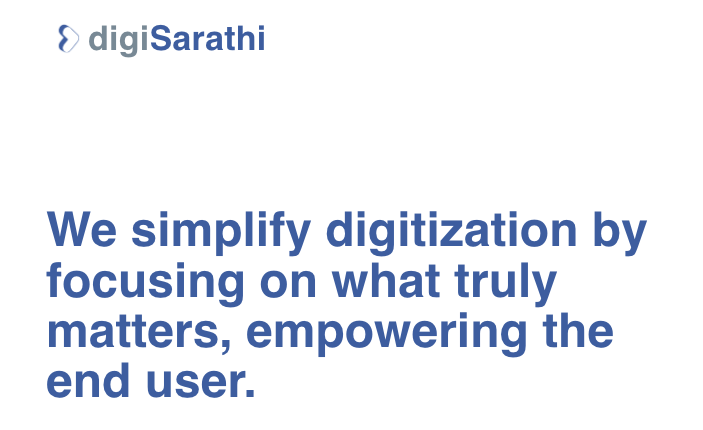 digiSarathi
We simplify digitization by
focusing on what truly
matters, empowering the
end user.